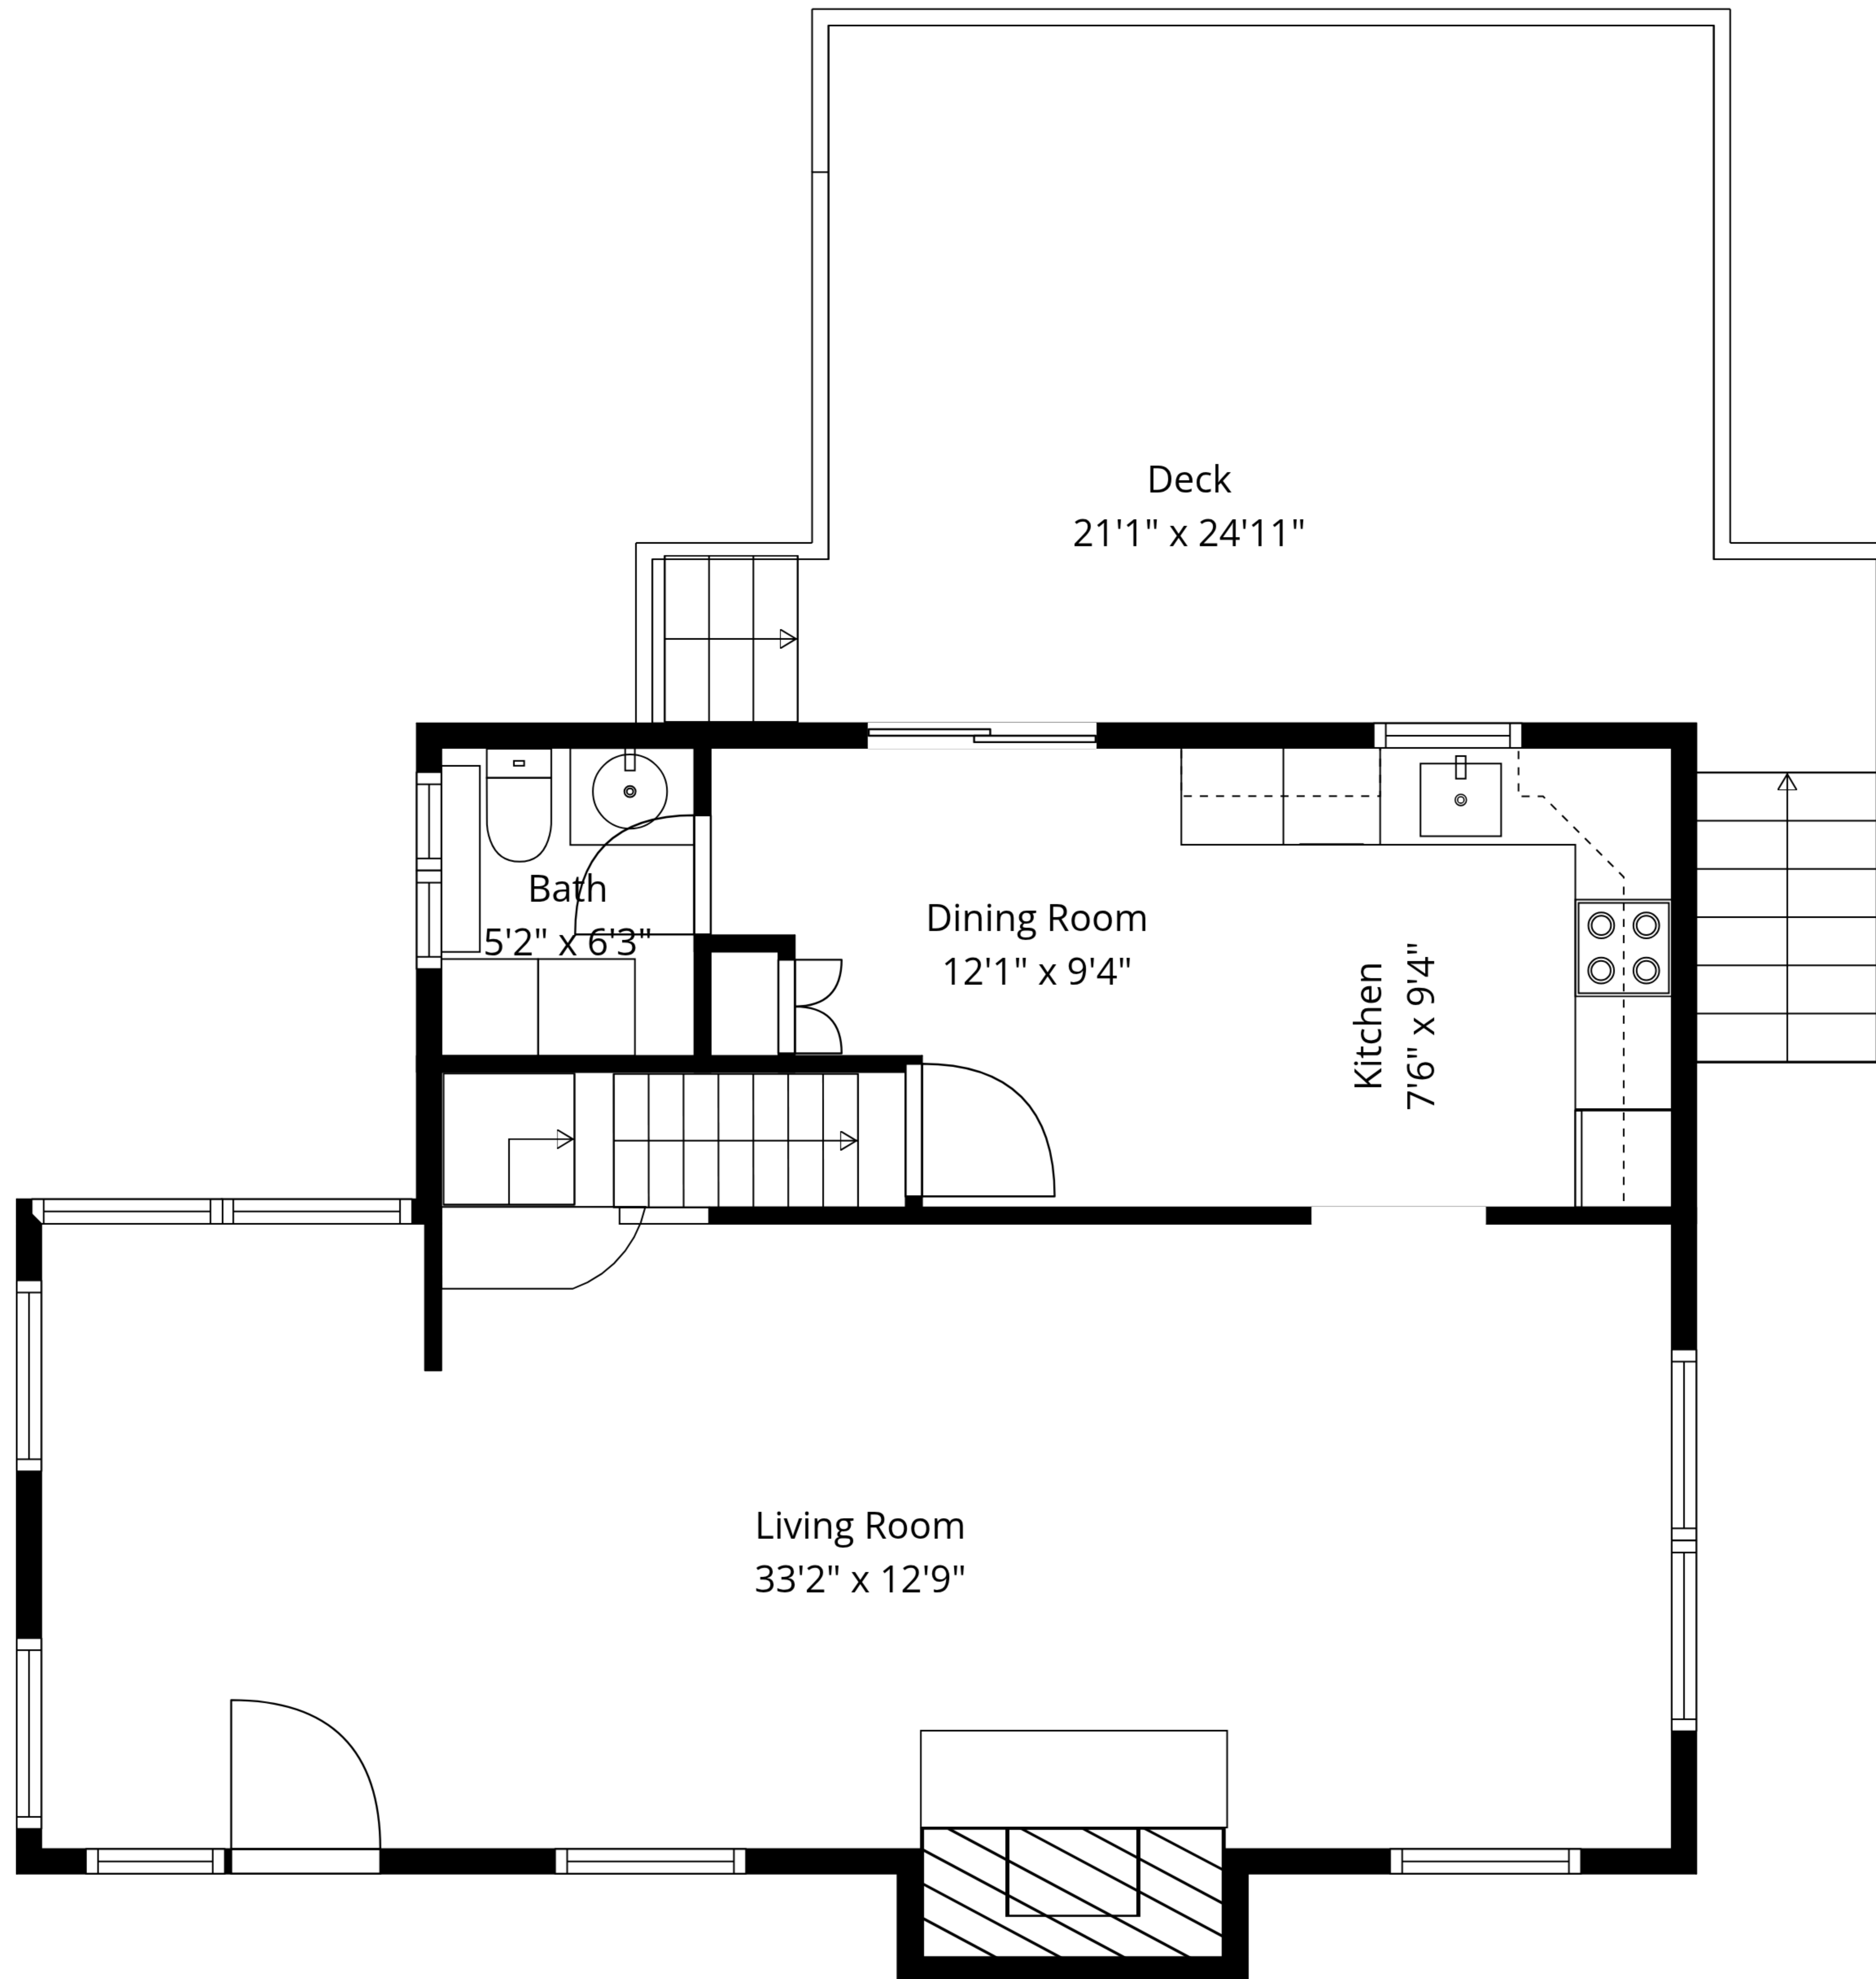 Deck
21'1" x 24'11"
Bath
5'2" x 6'3"
Dining Room
12'1" x 9'4"
Kitchen
7'6" x 9'4"
Living Room
33'2" x 12'9"